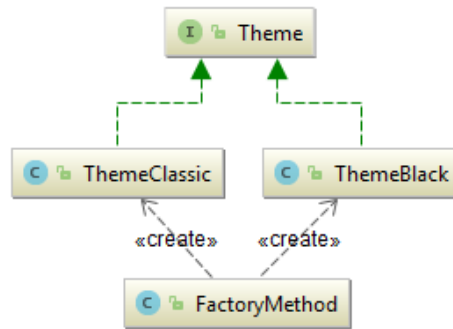 I Theme
C ThemeClassic
C ThemeBlack
«create»
«create»
C FactoryMethod